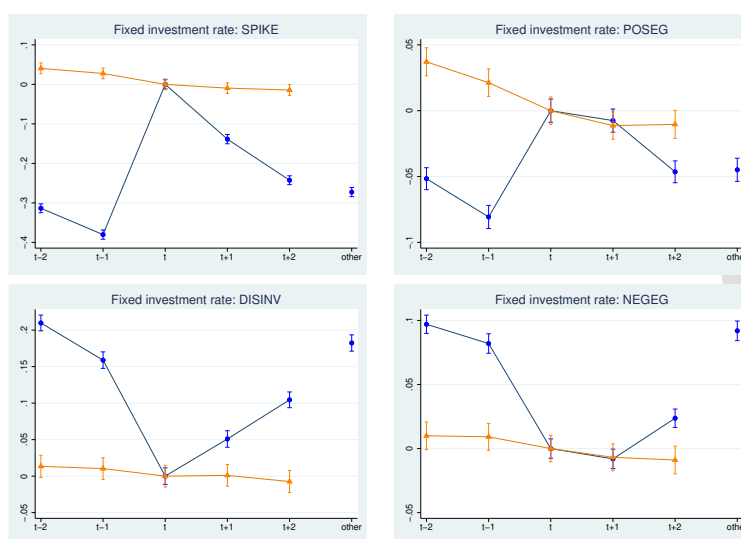 Fixed investment rate: SPIKE
.1
0
−.1
−.2
−.3
−.4
t−2 t−1 t t+1 t+2 other
Fixed investment rate: POSEG
.05
0
−.05
−.1
t−2 t−1 t t+1 t+2 other
Fixed investment rate: DISINV
.2
.15
.1
.05
0
−.05
t−2 t−1 t t+1 t+2 other
Fixed investment rate: NEGEG
.1
.05
0
−.05
t−2 t−1 t t+1 t+2 other